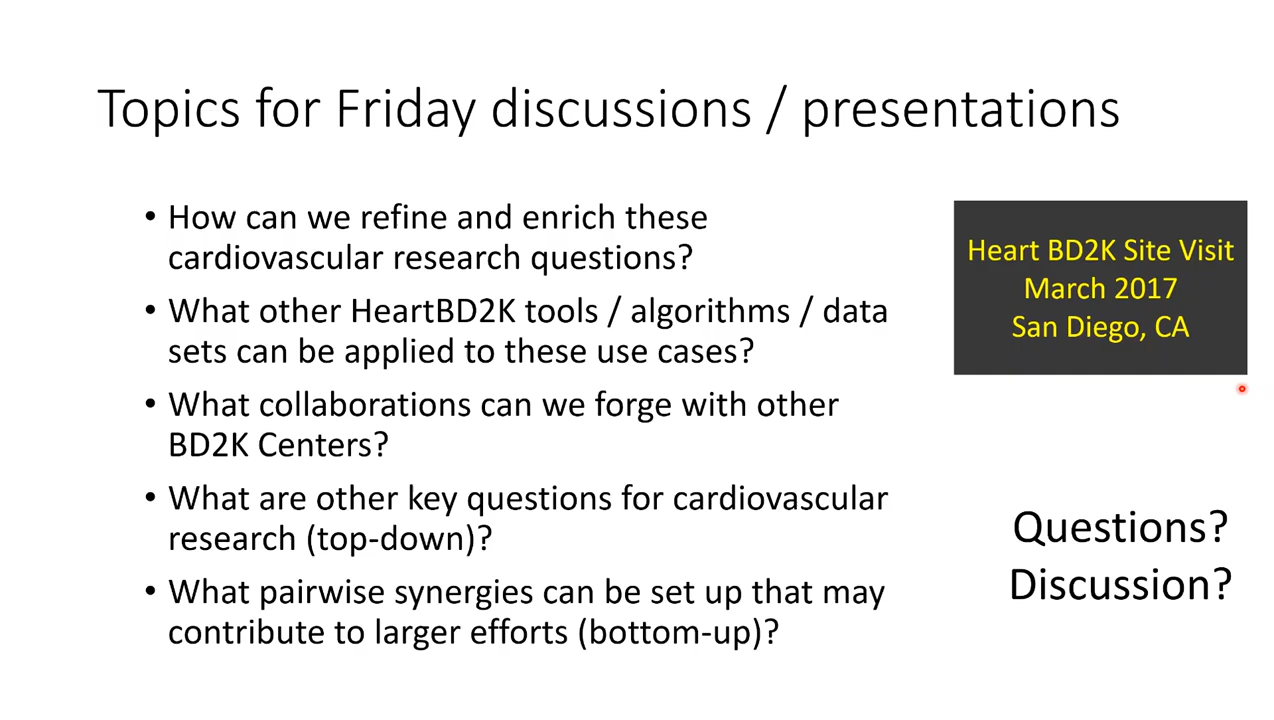 Topics for Friday discussions / presentations
• How can we refine and enrich these
cardiovascular research questions?
• What other HeartBD2K tools / algorithms / data
sets can be applied to these use cases?
• What collaborations can we forge with other
BD2K Centers?
• What are other key questions for cardiovascular
research (top-down)?
• What pairwise synergies can be set up that may
contribute to larger efforts (bottom-up)?
Heart BD2K Site Visit
March 2017
San Diego, CA
Questions?
Discussion?